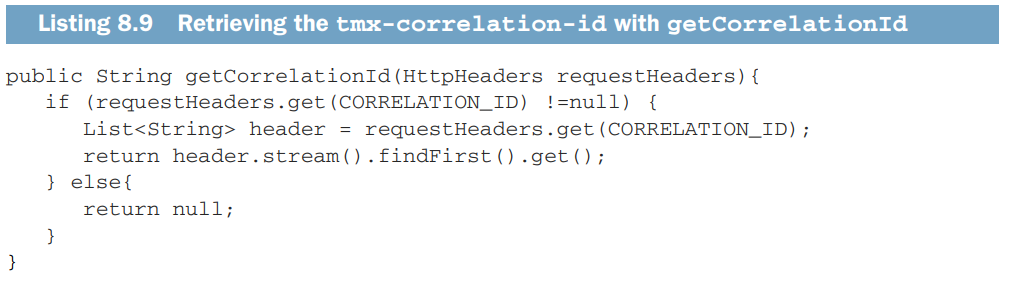 Listing 8.9 Retrieving the tmx-correlation-id with getCorrelationId
public String getCorrelationId(HttpHeaders requestHeaders){
   if (requestHeaders.get(CORRELATION_ID) !=null) {
      List<String> header = requestHeaders.get(CORRELATION_ID);
      return header.stream().findFirst().get();
   } else{
      return null;
   }
}